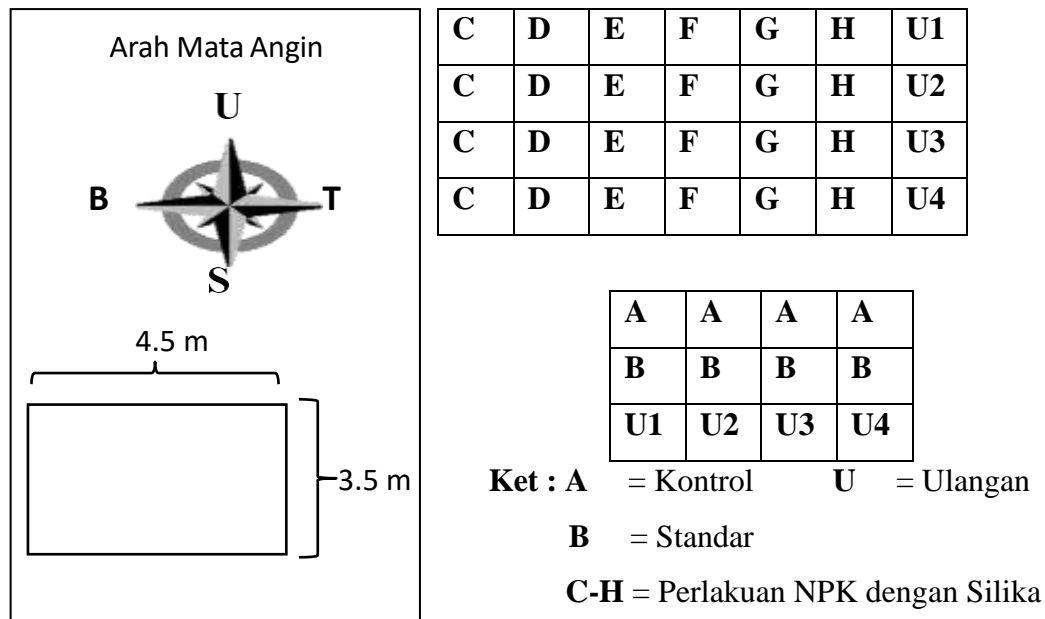 Arah Mata Angin
U
B T
S
4.5 m
3.5 m
C D E F G H U1
C D E F G H U2
C D E F G H U3
C D E F G H U4
A A A A
B B B B
U1 U2 U3 U4
Ket : A = Kontrol U = Ulangan
B = Standar
C-H = Perlakuan NPK dengan Silika